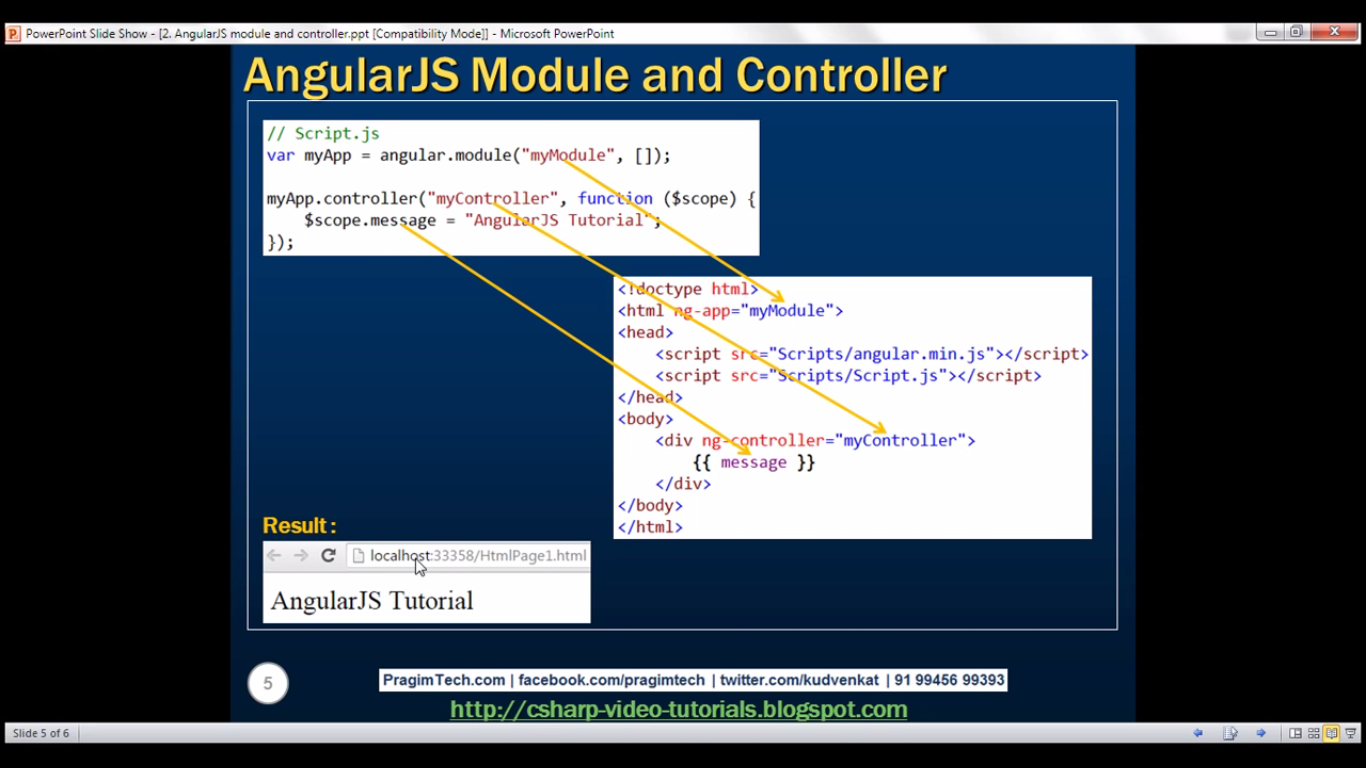 PowerPoint Slide Show - [2. AngularJS module and controller.ppt [Compatibility Mode]] - Microsoft PowerPoint
AngularJS Module and Controller
// Script.js
var myApp = angular.module("myModule", []);
myApp.controller("myController", function ($scope) {
$scope.message = "AngularJS Tutorial";
});
<!doctype html>
<html ng-app="myModule">
<head>
<script src="Scripts/angular.min.js"></script>
<script src="Scripts/Script.js"></script>
</head>
<body>
<div ng-controller="myController">
{{ message }}
</div>
</body>
</html>
Result :
localhost:33358/HtmlPage1.html
AngularJS Tutorial
5
PragimTech.com | facebook.com/pragimtech | twitter.com/kudvenkat | 91 99456 99393
http://csharp-video-tutorials.blogspot.com
Slide 5 of 6